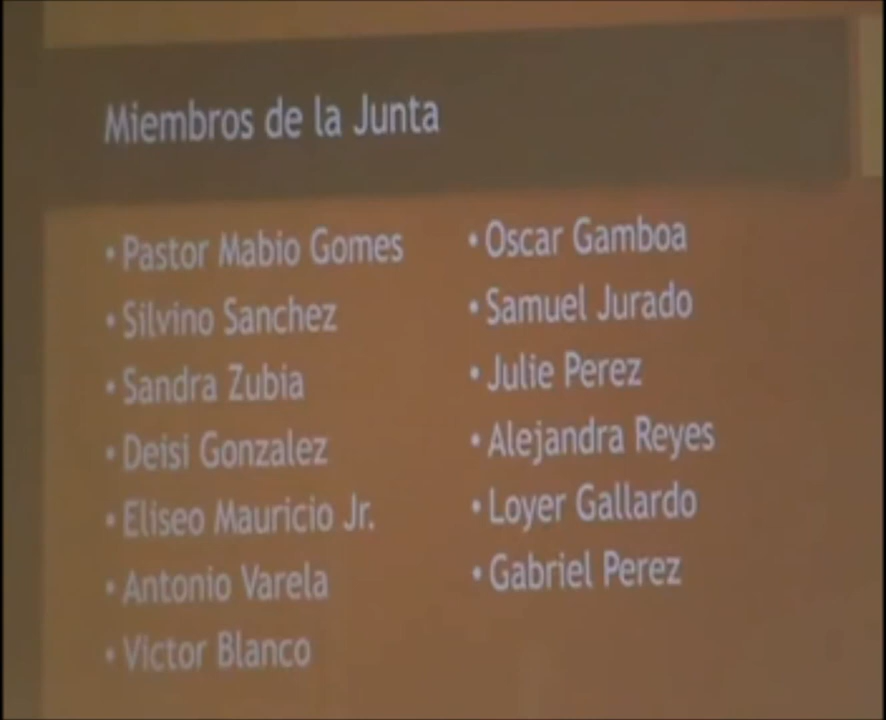 Miembros de la Junta
• Pastor Mabio Gomes
• Silvino Sanchez
• Sandra Zubia
• Deisi Gonzalez
• Eliseo Mauricio Jr.
• Antonio Varela
• Victor Blanco
• Oscar Gamboa
• Samuel Jurado
• Julie Perez
• Alejandra Reyes
• Loyer Gallardo
• Gabriel Perez